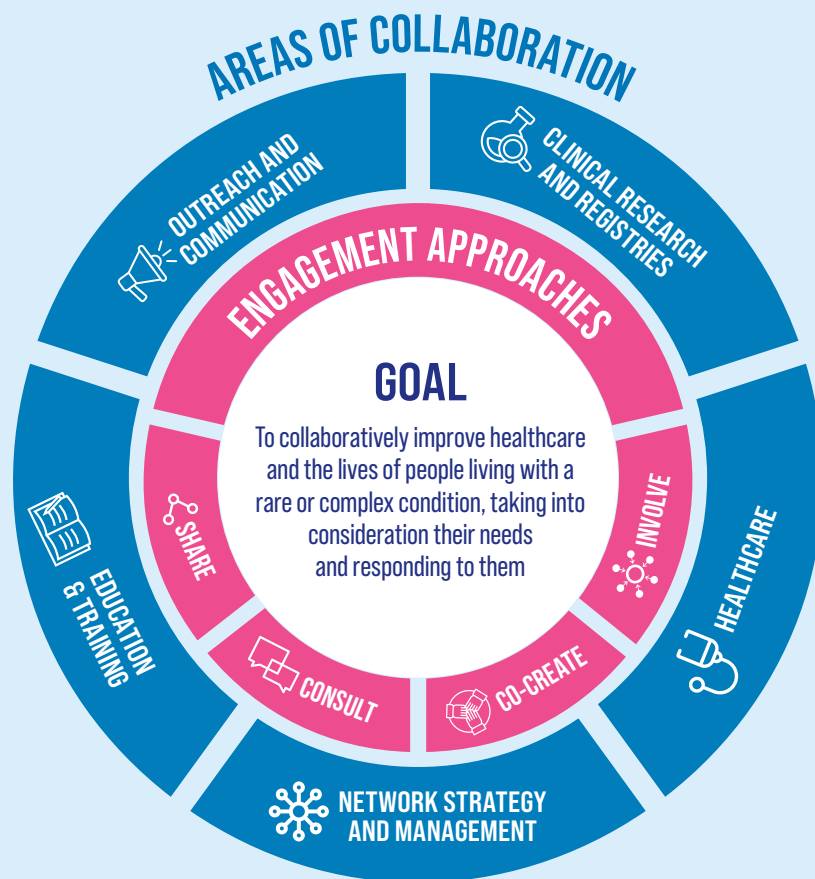 AREAS OF COLLABORATION
OUTREACH AND
COMMUNICATION
CLINICAL RESEARCH
AND REGISTRIES
ENGAGEMENT APPROACHES
GOAL
To collaboratively improve healthcare
and the lives of people living with a
rare or complex condition, taking into
consideration their needs
and responding to them
SHARE
INVOLVE
CONSULT
CO-CREATE
EDUCATION
& TRAINING
HEALTHCARE
NETWORK STRATEGY
AND MANAGEMENT